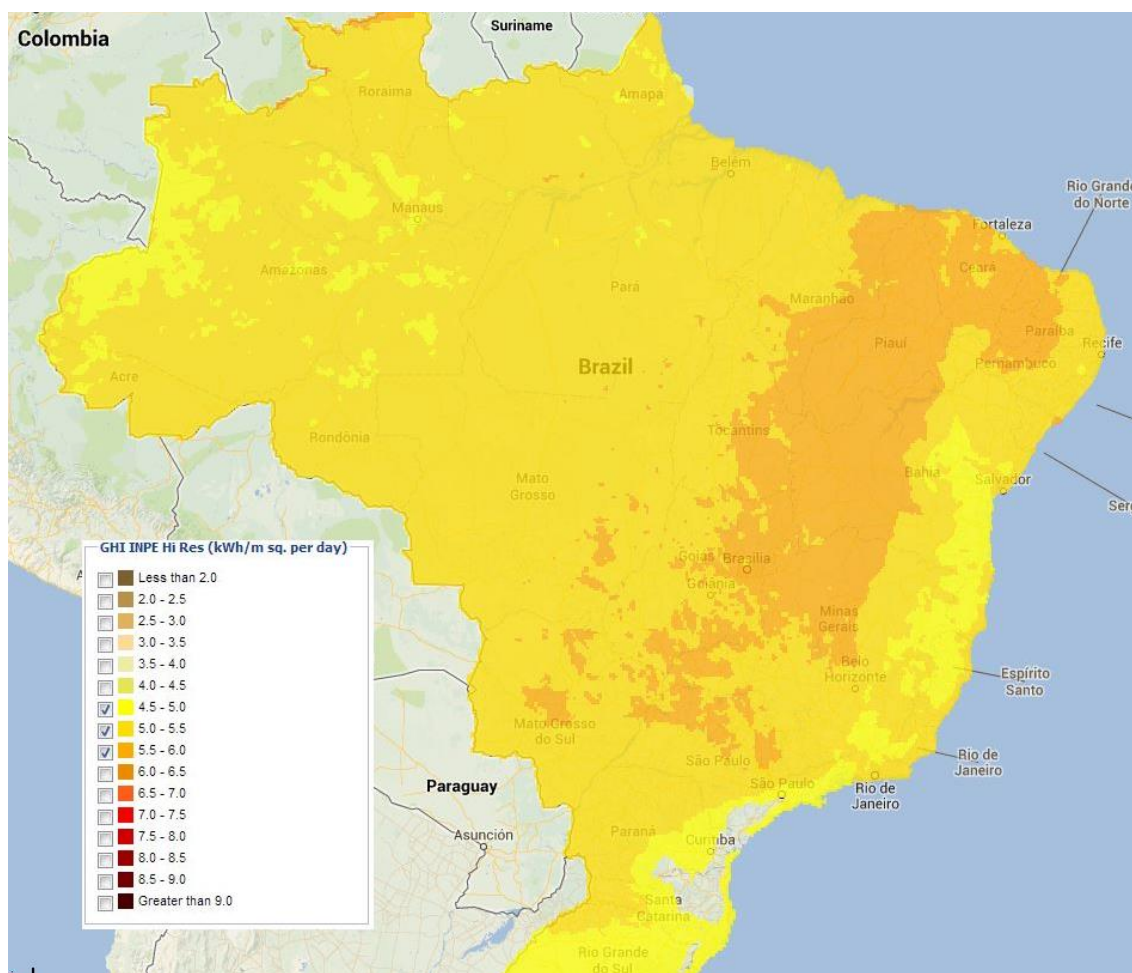 Suriname
Colombia
Roraima
Amapa
Belém
Rio Grande
do Norte
Manaus
Fortaleza
Amazonas
Ceará
Pará
Maranhão
Paraíba
Piauí
Recife
Brazil
Pernambuco
Acre
Tocantins
Rondônia
Bahia
Mato
Grosso
Salvador
GHI INPE Hi Res (kWh/m sq. per day)
Less than 2.0
2.0 - 2.5
2.5 - 3.0
3.0 - 3.5
3.5 - 4.0
4.0 - 4.5
4.5 - 5.0
5.0 - 5.5
5.5 - 6.0
6.0 - 6.5
6.5 - 7.0
7.0 - 7.5
7.5 - 8.0
8.0 - 8.5
8.5 - 9.0
Greater than 9.0
Goiás
Brasilia
Goiânia
Minas
Gerais
Belo
Horizonte
Espírito
Santo
Mato Grosso
do Sul
São Paulo
Rio de
Janeiro
Paraguay
São Paulo
Rio de
Janeiro
Asunción
Paraná
Curitiba
Santa
Catarina
Rio Grande
do Sul